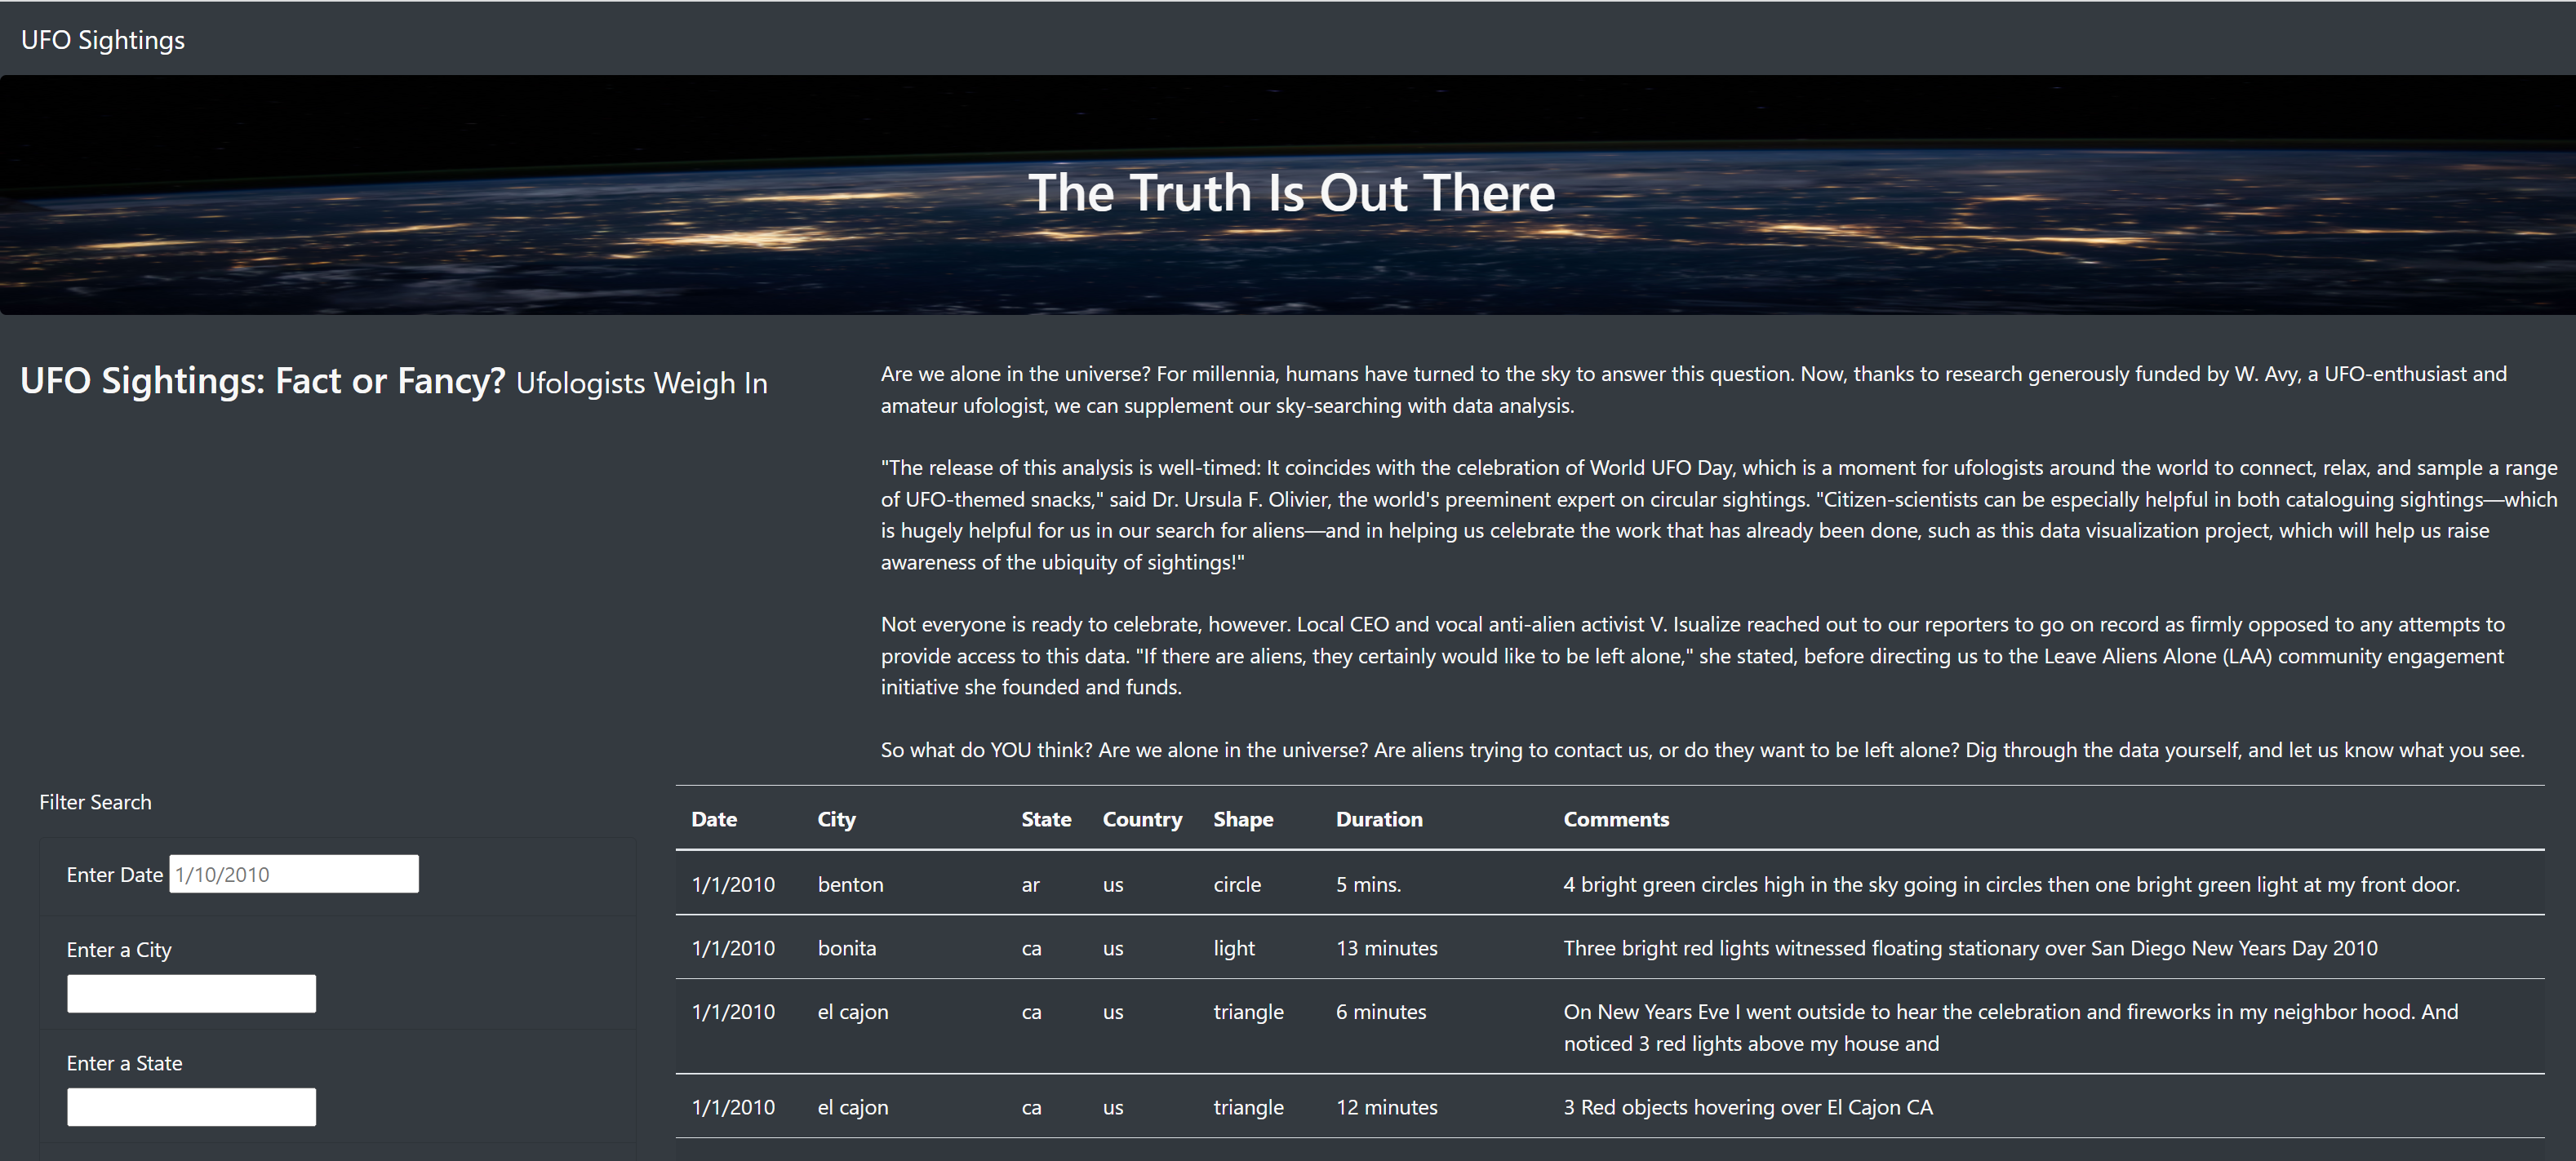 UFO Sightings
The Truth Is Out There
UFO Sightings: Fact or Fancy? Ufologists Weigh In
Are we alone in the universe? For millennia, humans have turned to the sky to answer this question. Now, thanks to research generously funded by W. Avy, a UFO-enthusiast and
amateur ufologist, we can supplement our sky-searching with data analysis.
"The release of this analysis is well-timed: It coincides with the celebration of World UFO Day, which is a moment for ufologists around the world to connect, relax, and sample a range
of UFO-themed snacks," said Dr. Ursula F. Olivier, the world's preeminent expert on circular sightings. "Citizen-scientists can be especially helpful in both cataloguing sightings—which
is hugely helpful for us in our search for aliens—and in helping us celebrate the work that has already been done, such as this data visualization project, which will help us raise
awareness of the ubiquity of sightings!"
Not everyone is ready to celebrate, however. Local CEO and vocal anti-alien activist V. Isualize reached out to our reporters to go on record as firmly opposed to any attempts to
provide access to this data. "If there are aliens, they certainly would like to be left alone," she stated, before directing us to the Leave Aliens Alone (LAA) community engagement
initiative she founded and funds.
So what do YOU think? Are we alone in the universe? Are aliens trying to contact us, or do they want to be left alone? Dig through the data yourself, and let us know what you see.
Filter Search
Enter Date 1/10/2010
Enter a City
Enter a State
Date City State Country Shape Duration Comments
1/1/2010 benton ar us circle 5 mins. 4 bright green circles high in the sky going in circles then one bright green light at my front door.
1/1/2010 bonita ca us light 13 minutes Three bright red lights witnessed floating stationary over San Diego New Years Day 2010
1/1/2010 el cajon ca us triangle 6 minutes On New Years Eve I went outside to hear the celebration and fireworks in my neighbor hood. And
noticed 3 red lights above my house and
1/1/2010 el cajon ca us triangle 12 minutes 3 Red objects hovering over El Cajon CA